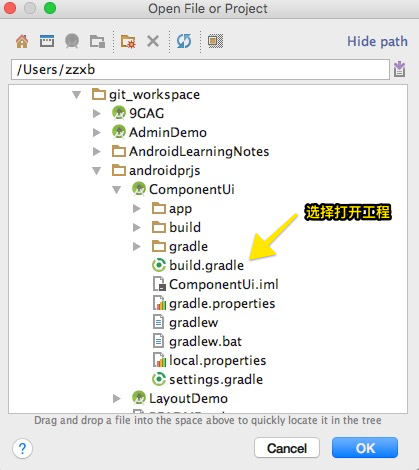 Open File or Project
Hide path
/Users/zzxb
git_workspace
9GAG
AdminDemo
AndroidLearningNotes
androidprjs
ComponentUi
app
选择打开工程
build
gradle
build.gradle
ComponentUi.iml
gradle.properties
gradlew
gradlew.bat
local.properties
settings.gradle
LayoutDemo
Drag and drop a file into the space above to quickly locate it in the tree
?
Cancel
OK